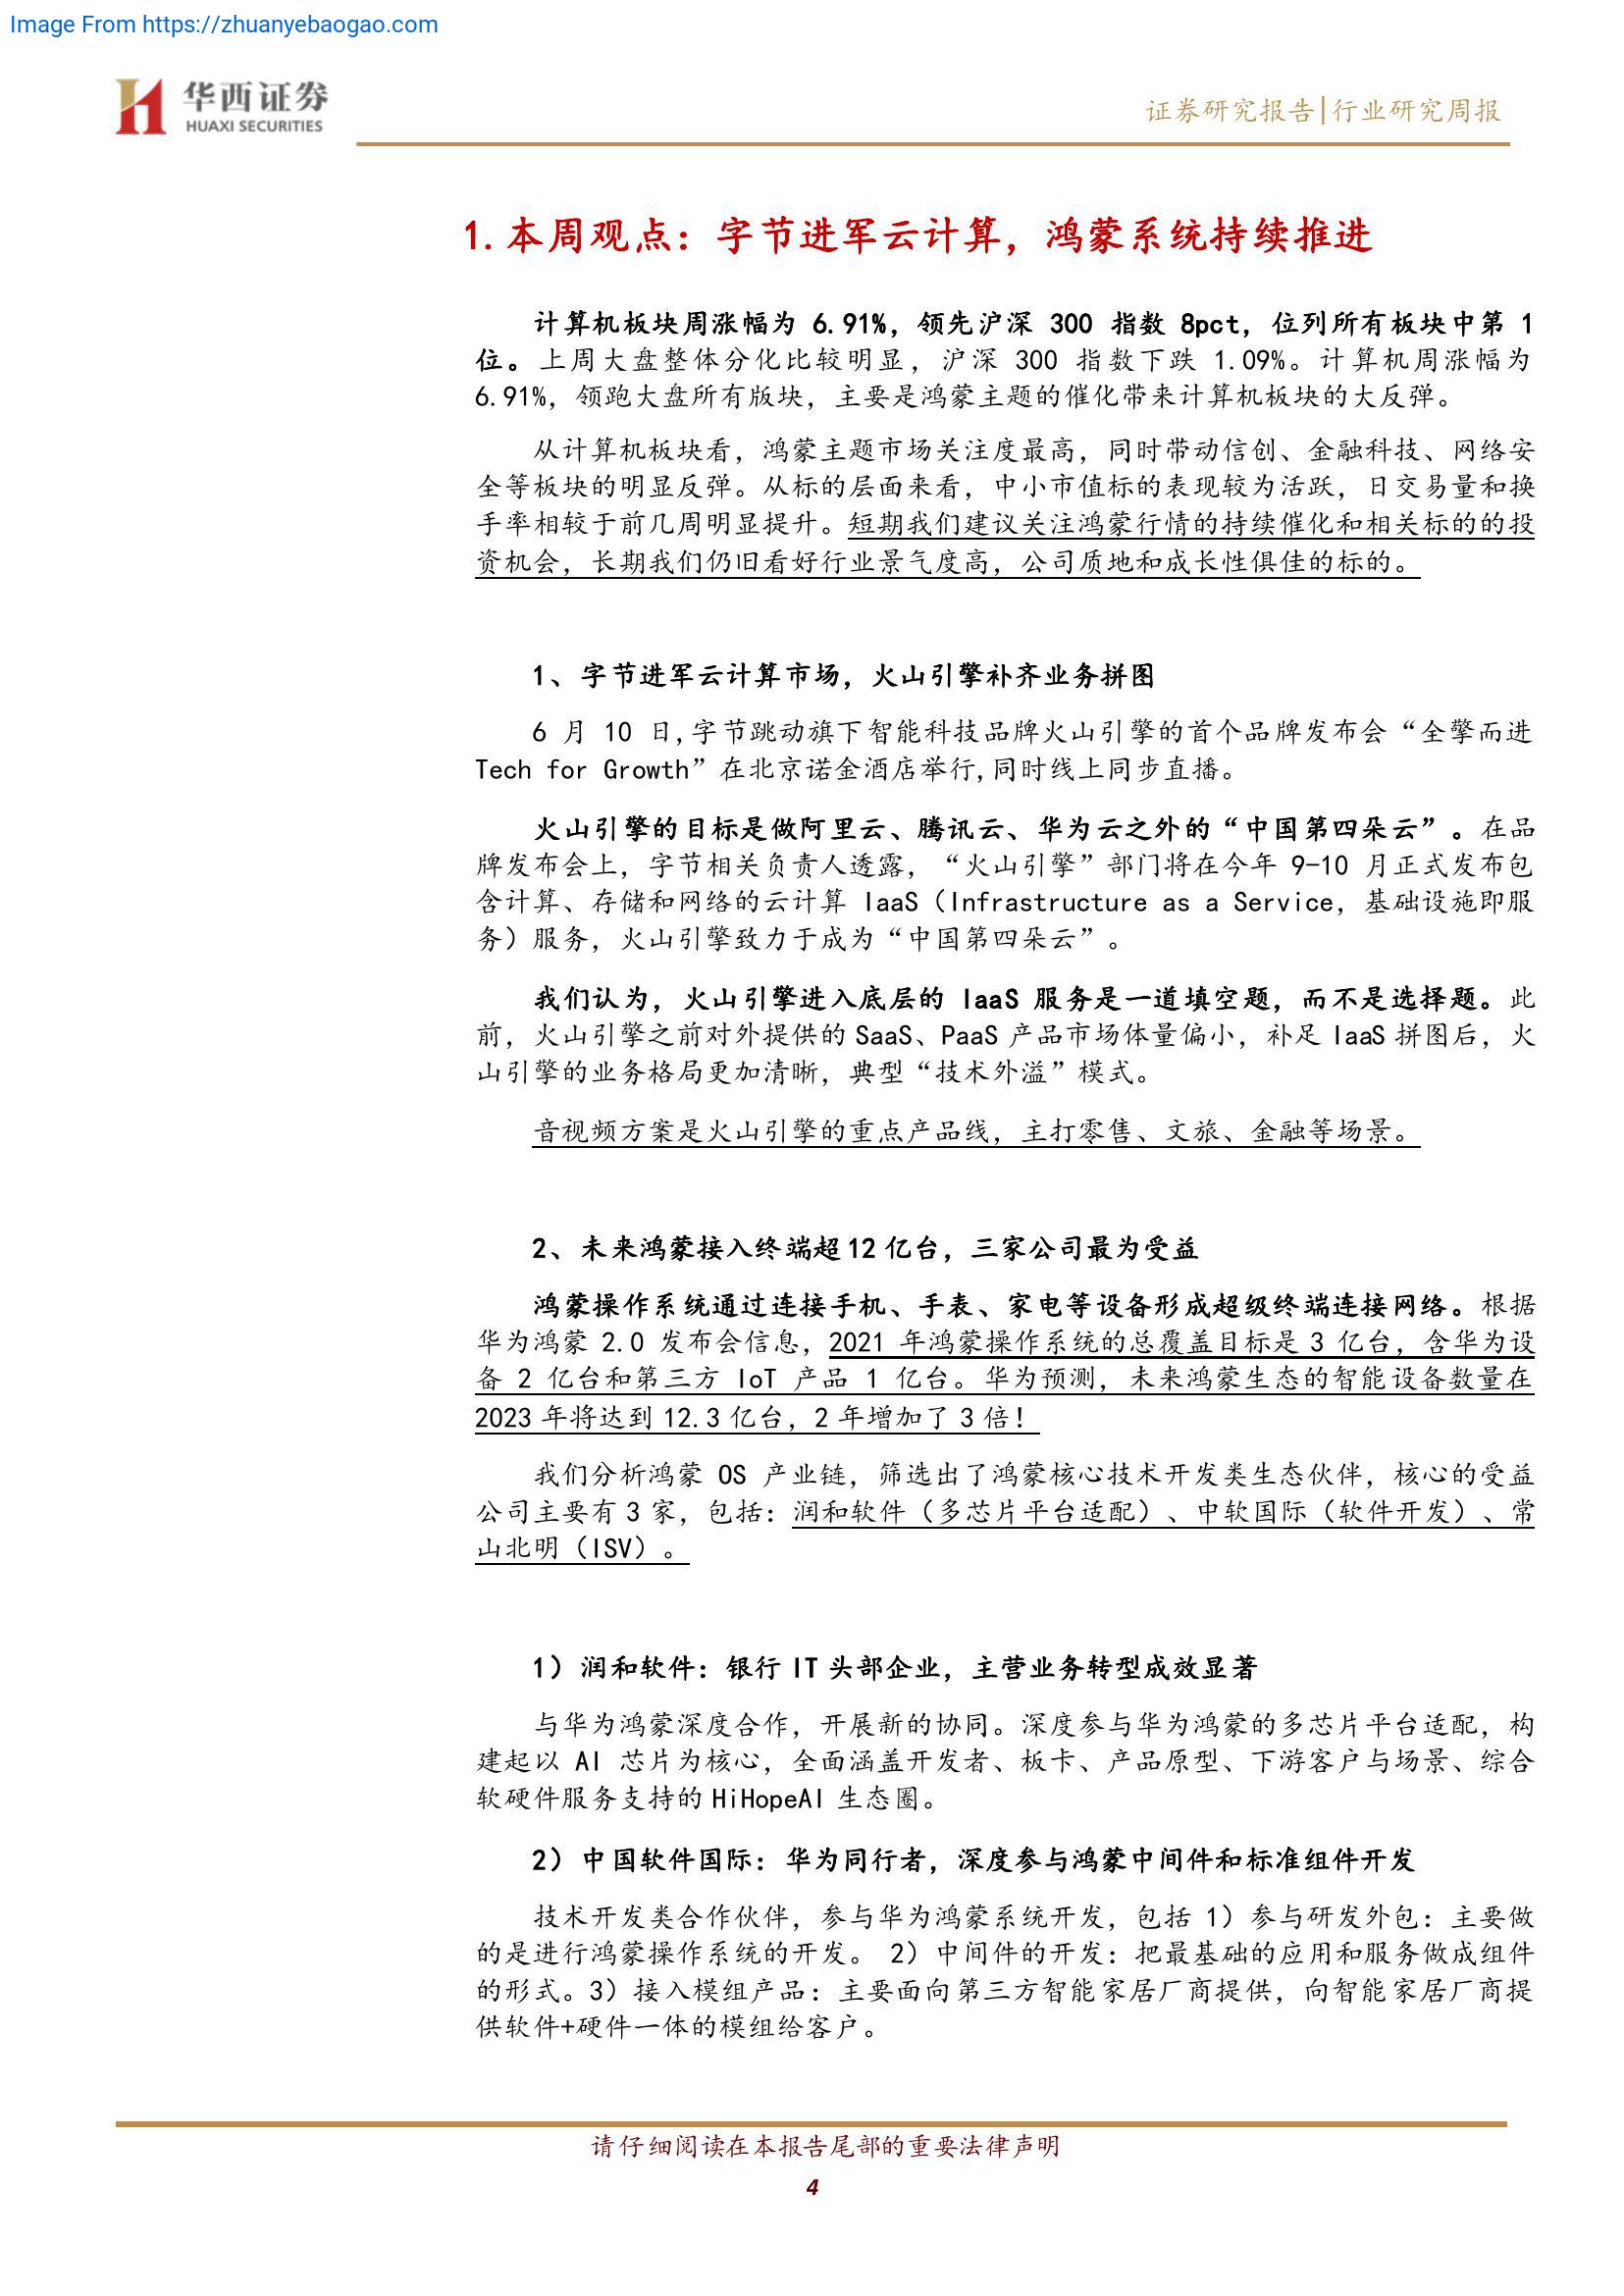 Image From https://zhuanyebaogao.com
华西证券
HUAXI SECURITIES
证券研究报告|行业研究周报
1.本周观点：字节进军云计算，鸿蒙系统持续推进
计算机板块周涨幅为 6.91%，领先沪深 300 指数 8pct，位列所有板块中第 1
位。上周大盘整体分化比较明显，沪深 300 指数下跌 1.09%。计算机周涨幅为
6.91%，领跑大盘所有版块，主要是鸿蒙主题的催化带来计算机板块的大反弹。
从计算机板块看，鸿蒙主题市场关注度最高，同时带动信创、金融科技、网络安
全等板块的明显反弹。从标的层面来看，中小市值标的表现较为活跃，日交易量和换
手率相较于前几周明显提升。短期我们建议关注鸿蒙行情的持续催化和相关标的的投
资机会，长期我们仍旧看好行业景气度高，公司质地和成长性俱佳的标的。
1、字节进军云计算市场，火山引擎补齐业务拼图
6 月 10 日,字节跳动旗下智能科技品牌火山引擎的首个品牌发布会“全擎而进
Tech for Growth”在北京诺金酒店举行,同时线上同步直播。
火山引擎的目标是做阿里云、腾讯云、华为云之外的“中国第四朵云”。在品
牌发布会上，字节相关负责人透露，“火山引擎”部门将在今年 9-10 月正式发布包
含计算、存储和网络的云计算 IaaS（Infrastructure as a Service，基础设施即服
务）服务，火山引擎致力于成为“中国第四朵云”。
我们认为，火山引擎进入底层的 IaaS 服务是一道填空题，而不是选择题。此
前，火山引擎之前对外提供的 SaaS、PaaS 产品市场体量偏小，补足 IaaS 拼图后，火
山引擎的业务格局更加清晰，典型“技术外溢”模式。
音视频方案是火山引擎的重点产品线，主打零售、文旅、金融等场景。
2、未来鸿蒙接入终端超 12 亿台，三家公司最为受益
鸿蒙操作系统通过连接手机、手表、家电等设备形成超级终端连接网络。根据
华为鸿蒙 2.0 发布会信息，2021 年鸿蒙操作系统的总覆盖目标是 3 亿台，含华为设
备 2 亿台和第三方 IoT 产品 1 亿台。华为预测，未来鸿蒙生态的智能设备数量在
2023 年将达到 12.3 亿台，2 年增加了 3 倍！
我们分析鸿蒙 OS 产业链，筛选出了鸿蒙核心技术开发类生态伙伴，核心的受益
公司主要有 3 家，包括：润和软件（多芯片平台适配）、中软国际（软件开发）、常
山北明（ISV）。
1）润和软件：银行 IT 头部企业，主营业务转型成效显著
与华为鸿蒙深度合作，开展新的协同。深度参与华为鸿蒙的多芯片平台适配，构
建起以 AI 芯片为核心，全面涵盖开发者、板卡、产品原型、下游客户与场景、综合
软硬件服务支持的 HiHopeAI 生态圈。
2）中国软件国际：华为同行者，深度参与鸿蒙中间件和标准组件开发
技术开发类合作伙伴，参与华为鸿蒙系统开发，包括 1）参与研发外包：主要做
的是进行鸿蒙操作系统的开发。 2）中间件的开发：把最基础的应用和服务做成组件
的形式。3）接入模组产品：主要面向第三方智能家居厂商提供，向智能家居厂商提
供软件+硬件一体的模组给客户。
请仔细阅读在本报告尾部的重要法律声明
4